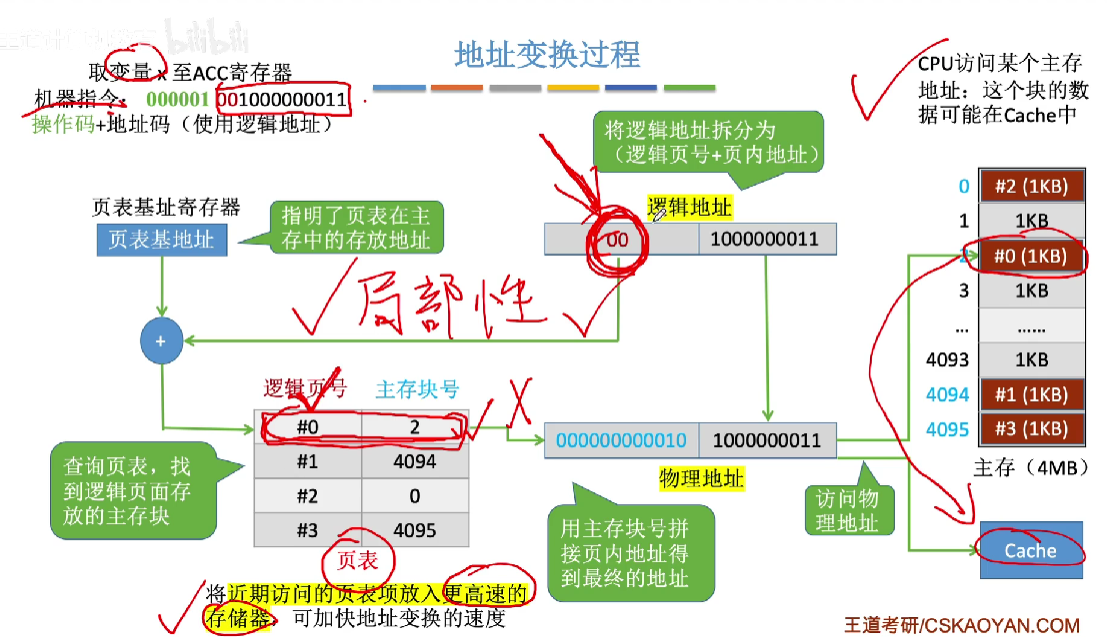 bilibili
地址变换过程
取变量 x 至ACC寄存器
机器指令: 000001 001000000011
操作码+地址码（使用逻辑地址）
CPU访问某个主存
地址：这个块的数
据可能在Cache中
将逻辑地址拆分为
（逻辑页号+页内地址）
页表基址寄存器
页表基地址
指明了页表在主
存中的存放地址
逻辑地址
00 1000000011
局部性
+
逻辑页号 主存块号
#0 2
#1 4094
#2 0
#3 4095
页表
查询页表，找
到逻辑页面存
放的主存块
000000000010 1000000011
物理地址
用主存块号拼
接页内地址得
到最终的地址
访问物
理地址
0 #2 (1KB)
1 1KB
2 #0 (1KB)
3 1KB
... ......
4093 1KB
4094 #1 (1KB)
4095 #3 (1KB)
主存（4MB）
Cache
将近期访问的页表项放入更高速的
存储器，可加快地址变换的速度
王道考研/CSKAOYAN.COM